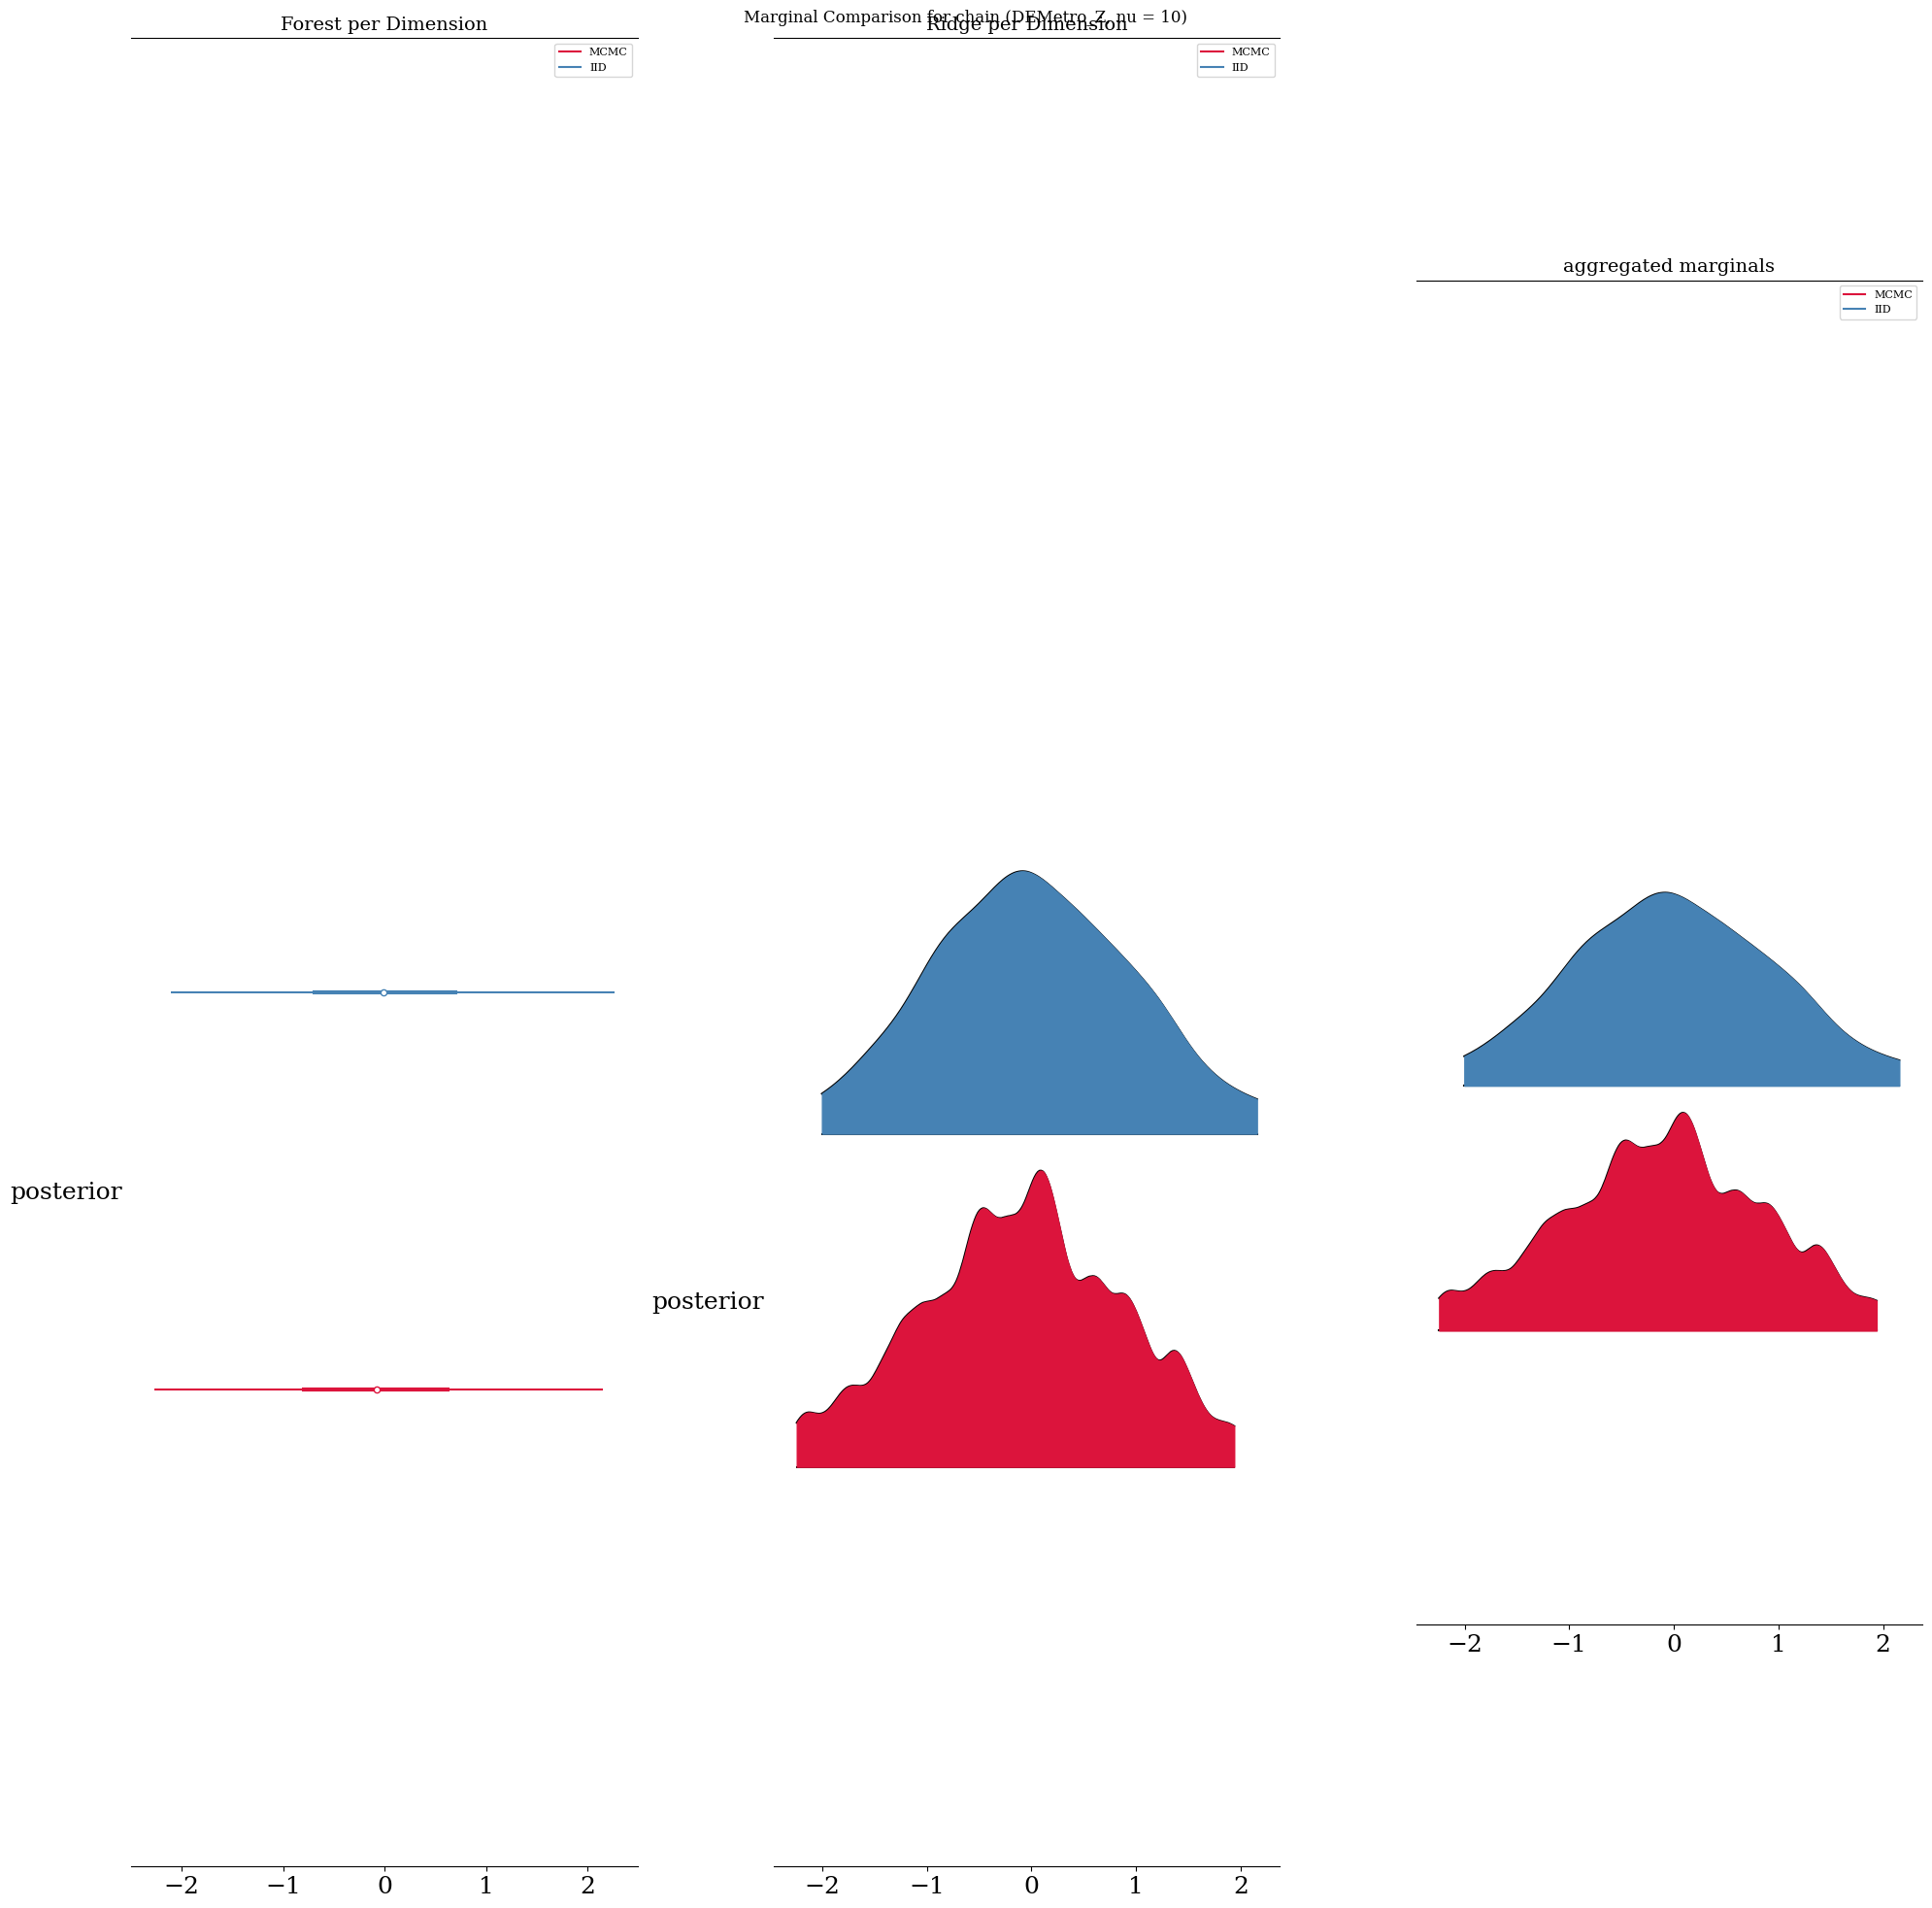 Marginal Comparison for chain (DEMetro_Z, nu = 10)
Forest per Dimension
MCMC
IID
posterior
−2 −1 0 1 2
Ridge per Dimension
MCMC
IID
posterior
−2 −1 0 1 2
aggregated marginals
MCMC
IID
−2 −1 0 1 2